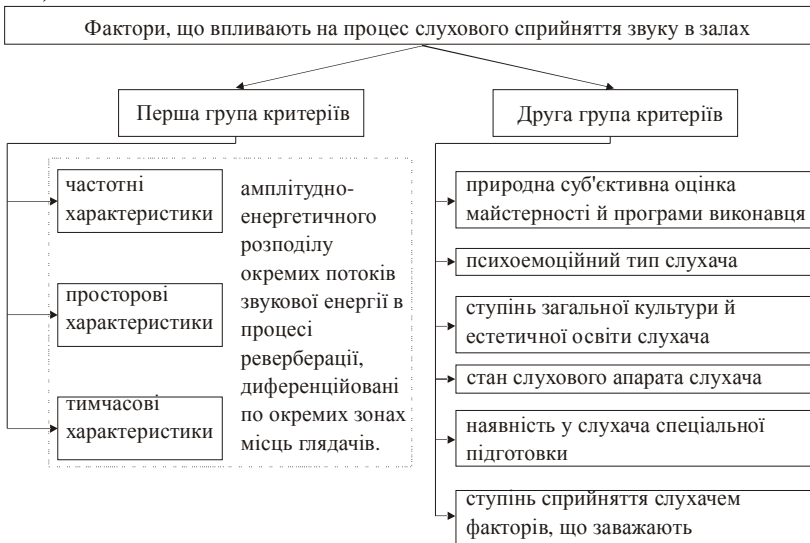 Фактори, що впливають на процес слухового сприйняття звуку в залах
Перша група критеріїв
частотні
характеристики
просторові
характеристики
тимчасові
характеристики
амплітудно-
енергетичного
розподілу
окремих потоків
звукової енергії в
процесі
реверберації,
диференційовані
по окремих зонах
місць глядачів.
Друга група критеріїв
природна суб'єктивна оцінка
майстерності й програми виконавця
психоемоційний тип слухача
ступінь загальної культури й
естетичної освіти слухача
стан слухового апарата слухача
наявність у слухача спеціальної
підготовки
ступінь сприйняття слухачем
факторів, що заважають